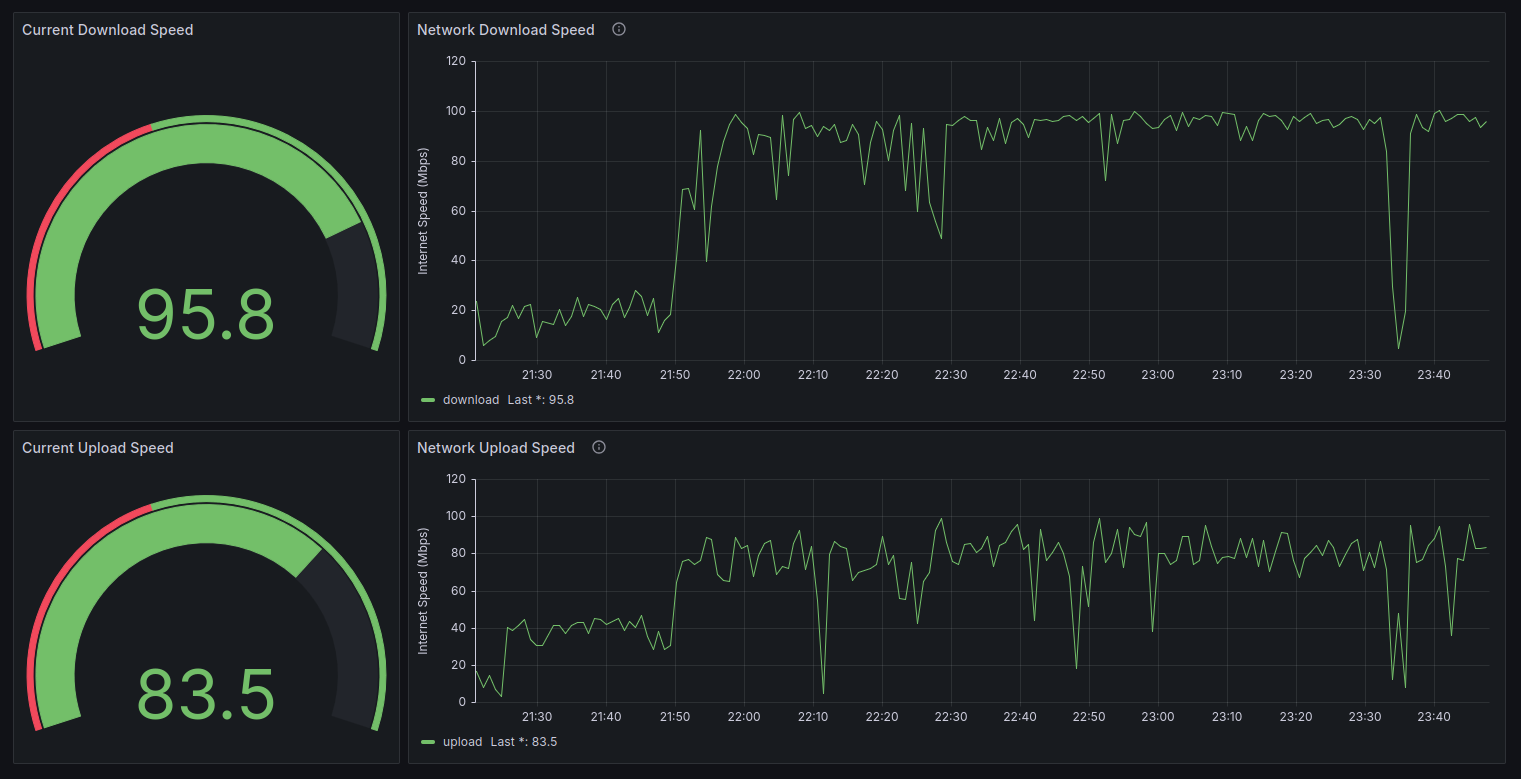 Current Download Speed
95.8
Network Download Speed
Internet Speed (Mbps)
120
100
80
60
40
20
0
21:30 21:40 21:50 22:00 22:10 22:20 22:30 22:40 22:50 23:00 23:10 23:20 23:30 23:40
download Last *: 95.8
Current Upload Speed
83.5
Network Upload Speed
Internet Speed (Mbps)
120
100
80
60
40
20
0
21:30 21:40 21:50 22:00 22:10 22:20 22:30 22:40 22:50 23:00 23:10 23:20 23:30 23:40
upload Last *: 83.5